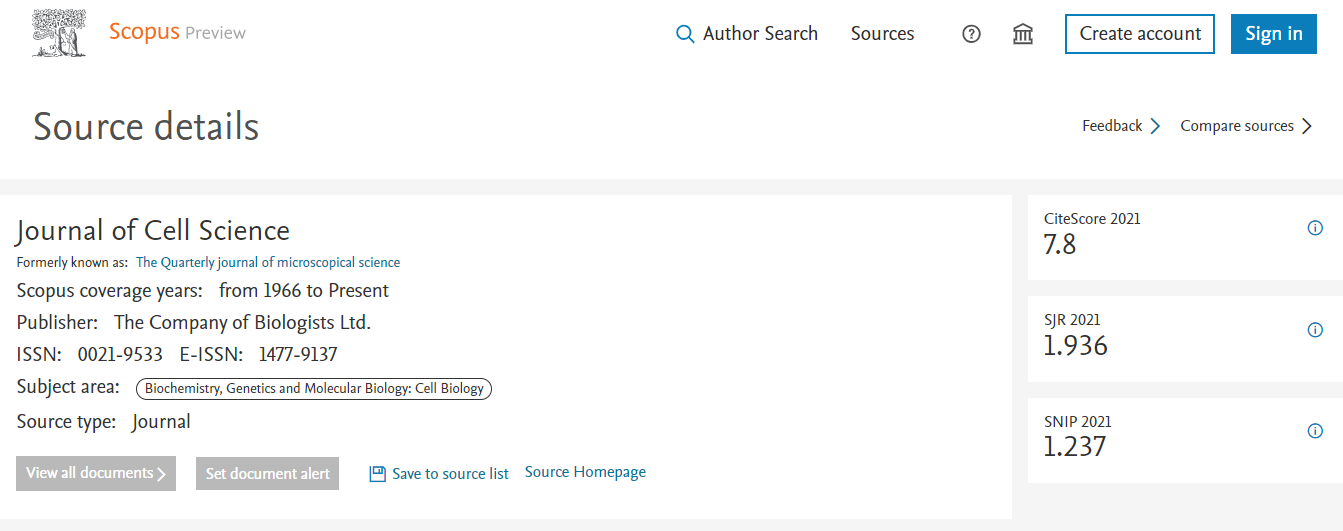 Scopus Preview
Author Search Sources Create account Sign in
Source details
Feedback Compare sources
Journal of Cell Science
Formerly known as: The Quarterly journal of microscopical science
Scopus coverage years: from 1966 to Present
Publisher: The Company of Biologists Ltd.
ISSN: 0021-9533 E-ISSN: 1477-9137
Subject area: Biochemistry, Genetics and Molecular Biology: Cell Biology
Source type: Journal
View all documents Set document alert Save to source list Source Homepage
CiteScore 2021
7.8
SJR 2021
1.936
SNIP 2021
1.237